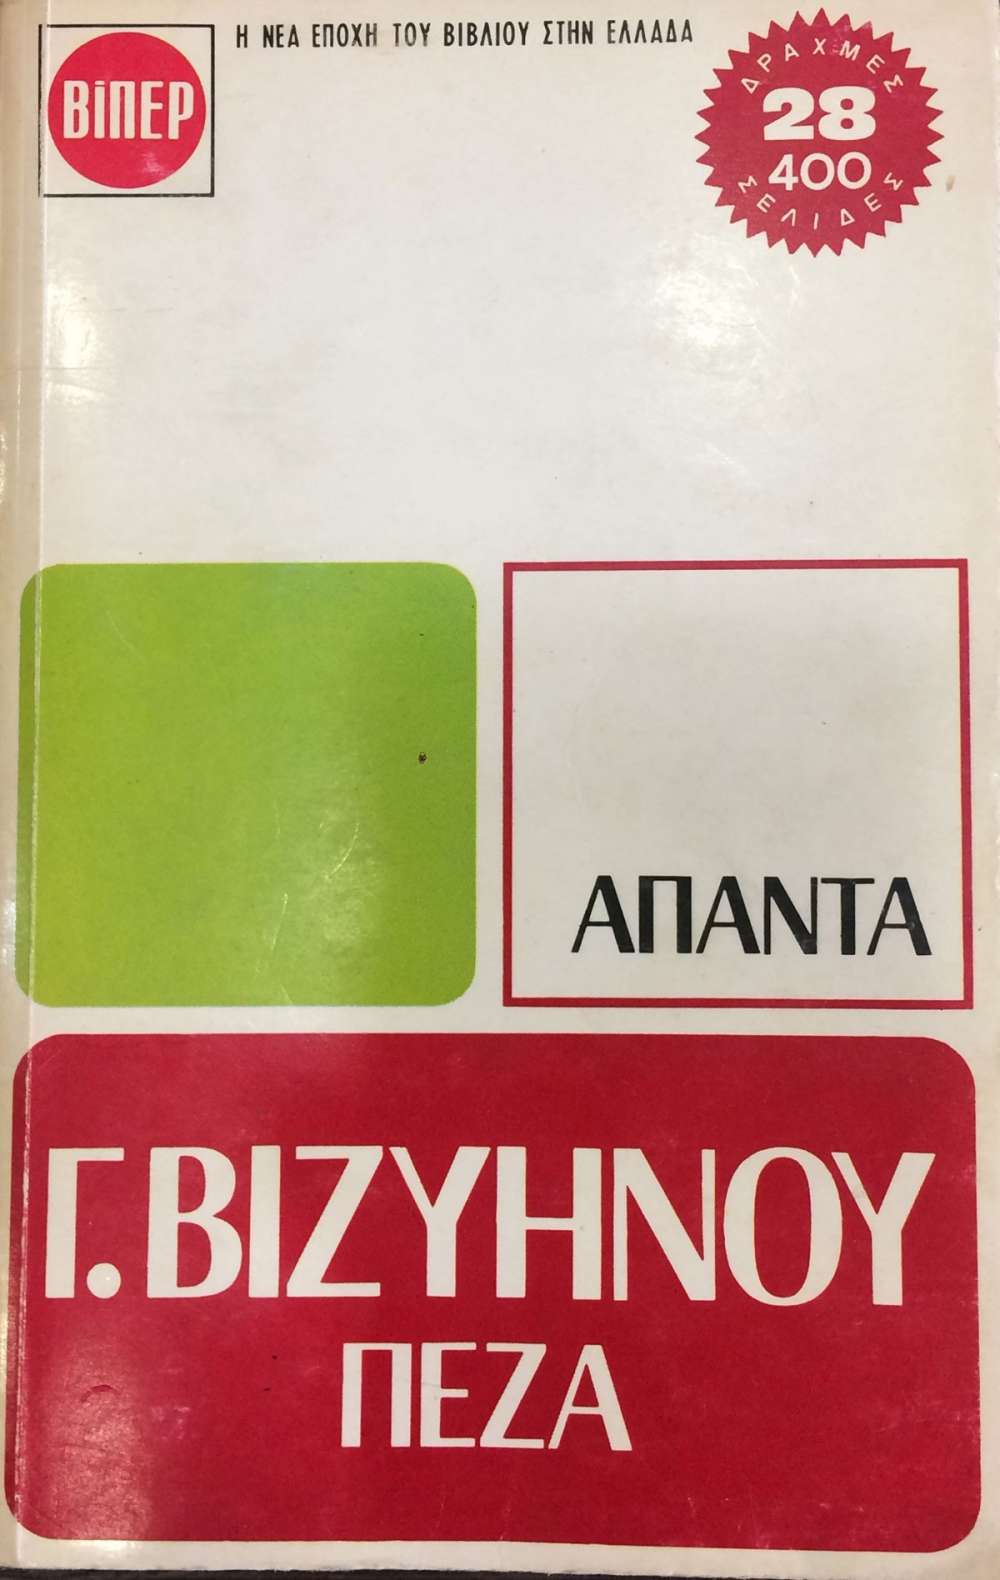 Η ΝΕΑ ΕΠΟΧΗ ΤΟΥ ΒΙΒΛΙΟΥ ΣΤΗΝ ΕΛΛΑΔΑ
ΒΙΠΕΡ
ΔΡΑΧΜΕΣ
28
400
ΣΕΛΙΔΕΣ
ΑΠΑΝΤΑ
Γ. ΒΙΖΥΗΝΟΥ
ΠΕΖΑ